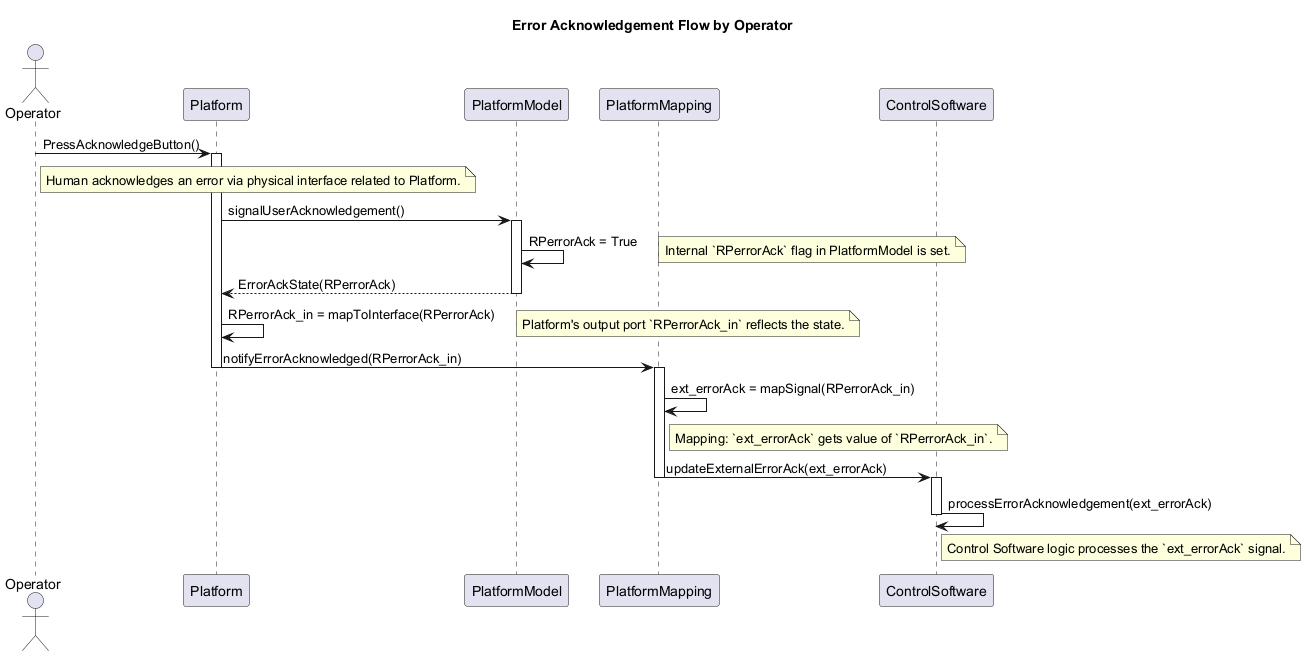 Error Acknowledgement Flow by Operator
Operator
Platform
PlatformModel
PlatformMapping
ControlSoftware
PressAcknowledgeButton()
Human acknowledges an error via physical interface related to Platform.
signalUserAcknowledgement()
RPerrorAck = True
Internal `RPerrorAck` flag in PlatformModel is set.
ErrorAckState(RPerrorAck)
RPerrorAck_in = mapToInterface(RPerrorAck)
Platform's output port `RPerrorAck_in` reflects the state.
notifyErrorAcknowledged(RPerrorAck_in)
ext_errorAck = mapSignal(RPerrorAck_in)
Mapping: `ext_errorAck` gets value of `RPerrorAck_in`.
updateExternalErrorAck(ext_errorAck)
processErrorAcknowledgement(ext_errorAck)
Control Software logic processes the `ext_errorAck` signal.
Operator
Platform
PlatformModel
PlatformMapping
ControlSoftware